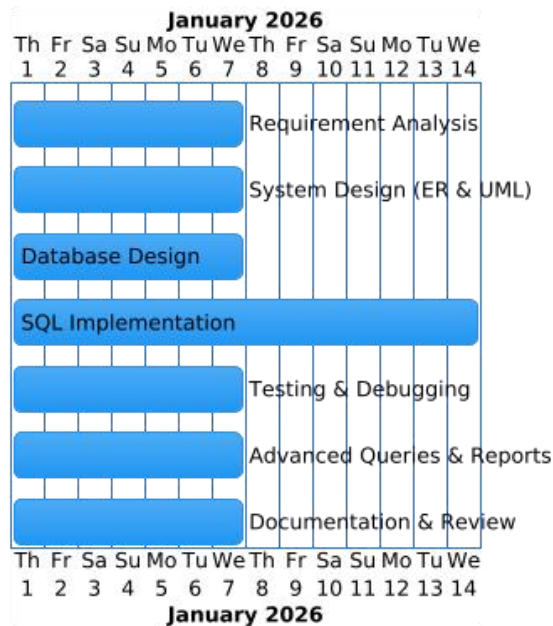 January 2026
Th Fr Sa Su Mo Tu We Th Fr Sa Su Mo Tu We
1 2 3 4 5 6 7 8 9 10 11 12 13 14
Requirement Analysis
System Design (ER & UML)
Database Design
SQL Implementation
Testing & Debugging
Advanced Queries & Reports
Documentation & Review
Th Fr Sa Su Mo Tu We Th Fr Sa Su Mo Tu We
1 2 3 4 5 6 7 8 9 10 11 12 13 14
January 2026